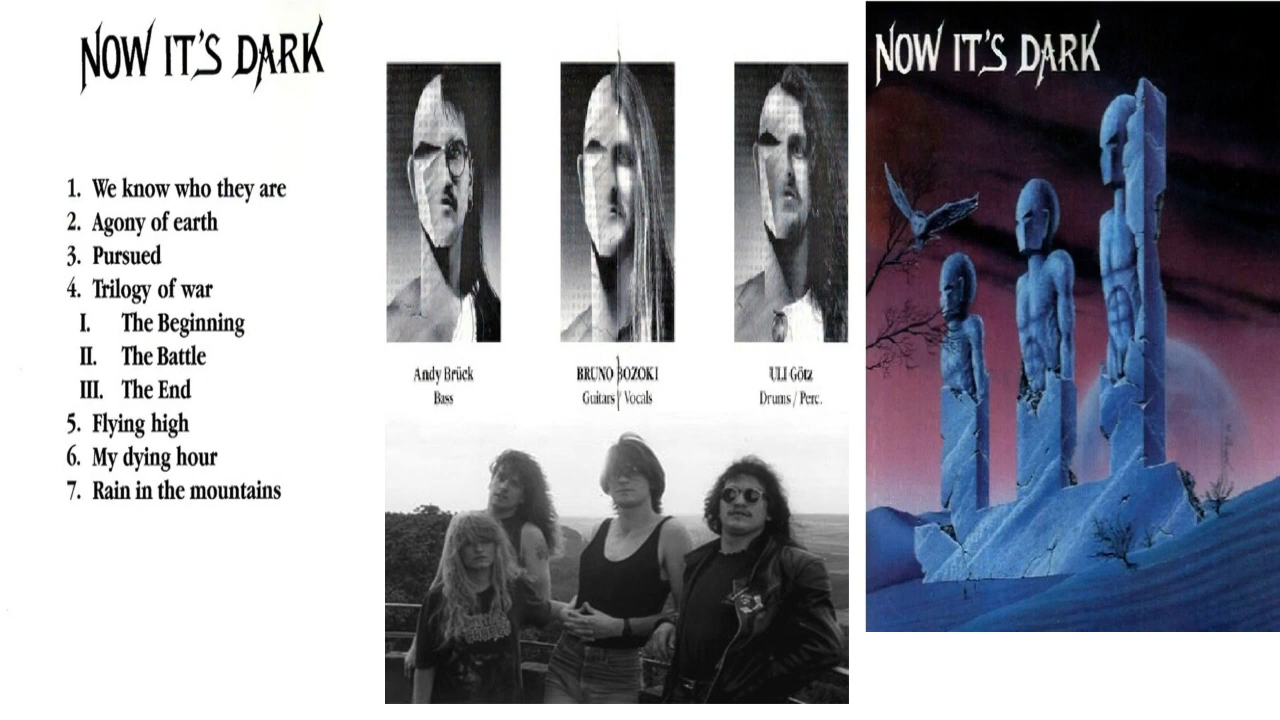 NOW IT'S DARK
1. We know who they are
2. Agony of earth
3. Pursued
4. Trilogy of war
I. The Beginning
II. The Battle
III. The End
5. Flying high
6. My dying hour
7. Rain in the mountains
Andy Brück
Bass
BRUNO BOZOKI
Guitars / Vocals
ULI Götz
Drums / Perc.
NOW IT'S DARK